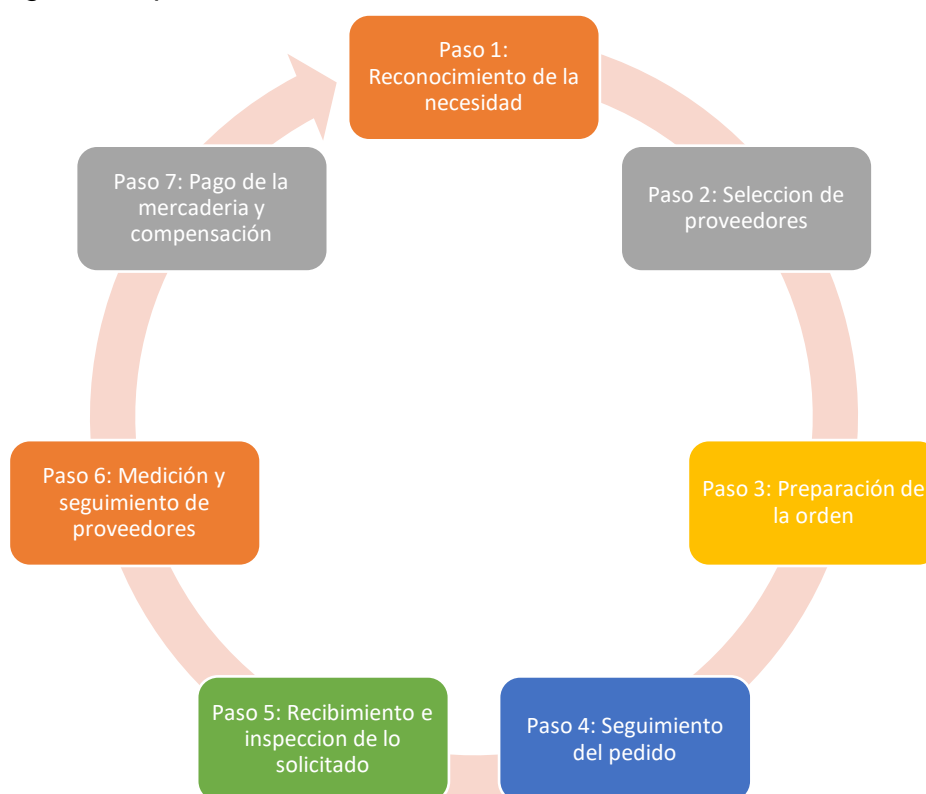 Paso 1:
Reconocimiento de la
necesidad
Paso 2: Seleccion de
proveedores
Paso 3: Preparación de
la orden
Paso 4: Seguimiento
del pedido
Paso 5: Recibimiento e
inspeccion de lo
solicitado
Paso 6: Medición y
seguimiento de
proveedores
Paso 7: Pago de la
mercaderia y
compensación